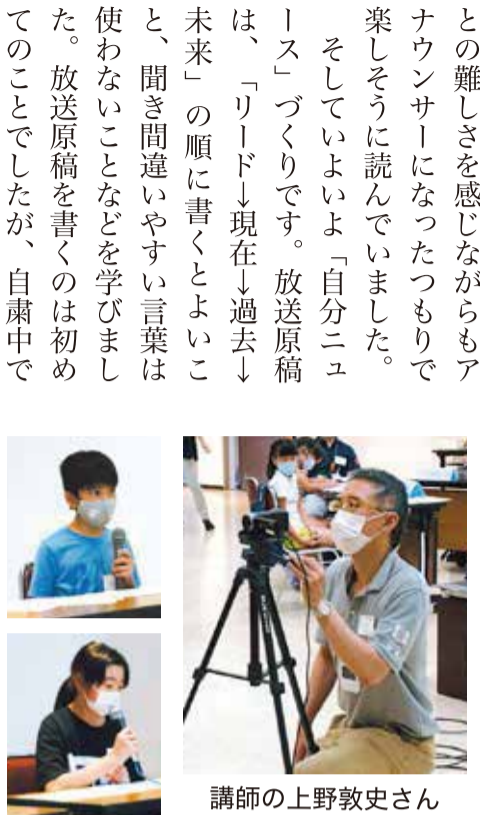 との難しさを感じながらもア
ナウンサーになったつもりで
楽しそうに読んでいました。
　そしていよいよ「自分ニュ
ース」づくりです。放送原稿
は、「リード→現在→過去→
未来」の順に書くとよいこ
と、聞き間違いやすい言葉は
使わないことなどを学びまし
た。放送原稿を書くのは初め
てのことでしたが、自粛中で
講師の上野敦史さん